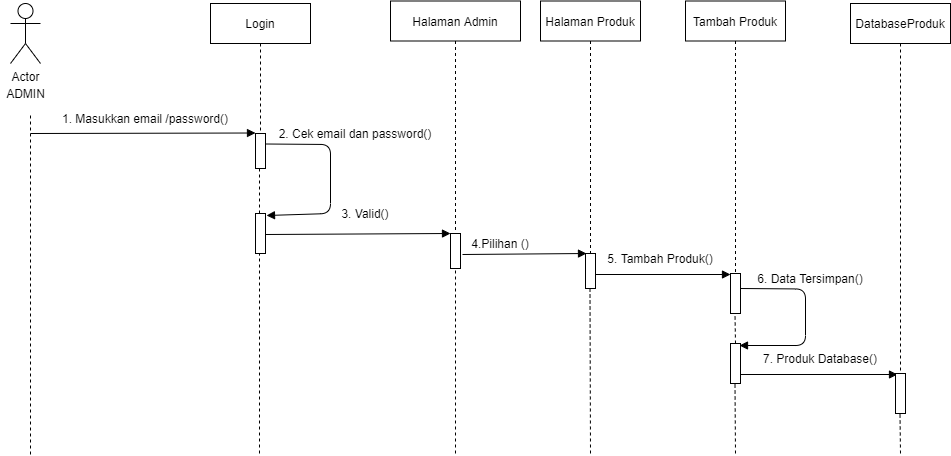 Login
Halaman Admin
Halaman Produk
Tambah Produk
DatabaseProduk
Actor
ADMIN
1. Masukkan email /password()
2. Cek email dan password()
3. Valid()
4.Pilihan ()
5. Tambah Produk()
6. Data Tersimpan()
7. Produk Database()